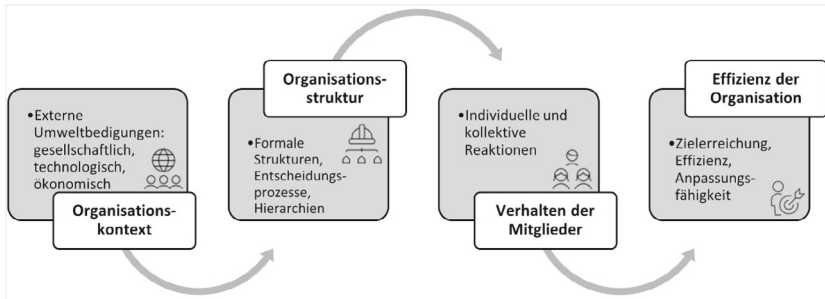 •Externe
Umweltbedigungen:
gesellschaftlich,
technologisch,
ökonomisch
Organisations-
kontext
Organisations-
struktur
•Formale
Strukturen,
Entscheidungs-
prozesse,
Hierarchien
•Individuelle und
kollektive
Reaktionen
Verhalten der
Mitglieder
Effizienz der
Organisation
•Zielerreichung,
Effizienz,
Anpassungs-
fähigkeit